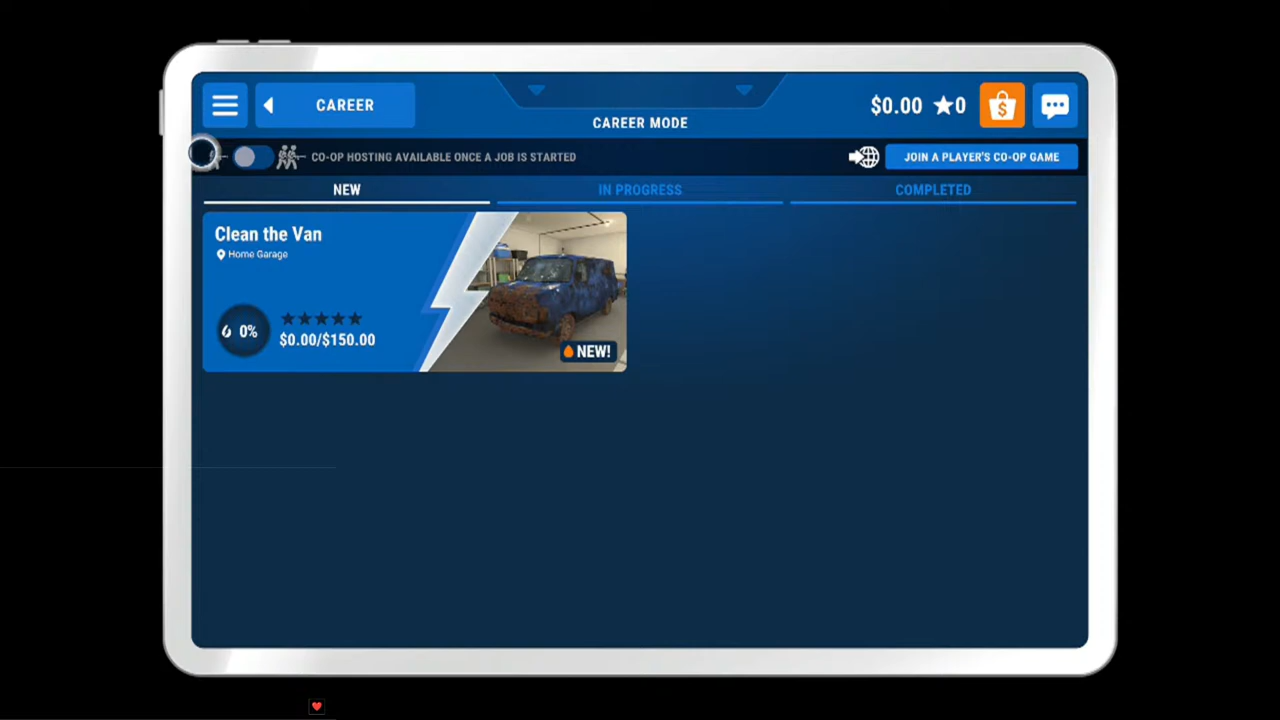 CAREER
CAREER MODE
$0.00 ★0
CO-OP HOSTING AVAILABLE ONCE A JOB IS STARTED
JOIN A PLAYER'S CO-OP GAME
NEW
IN PROGRESS
COMPLETED
Clean the Van
Home Garage
0%
$0.00/$150.00
NEW!